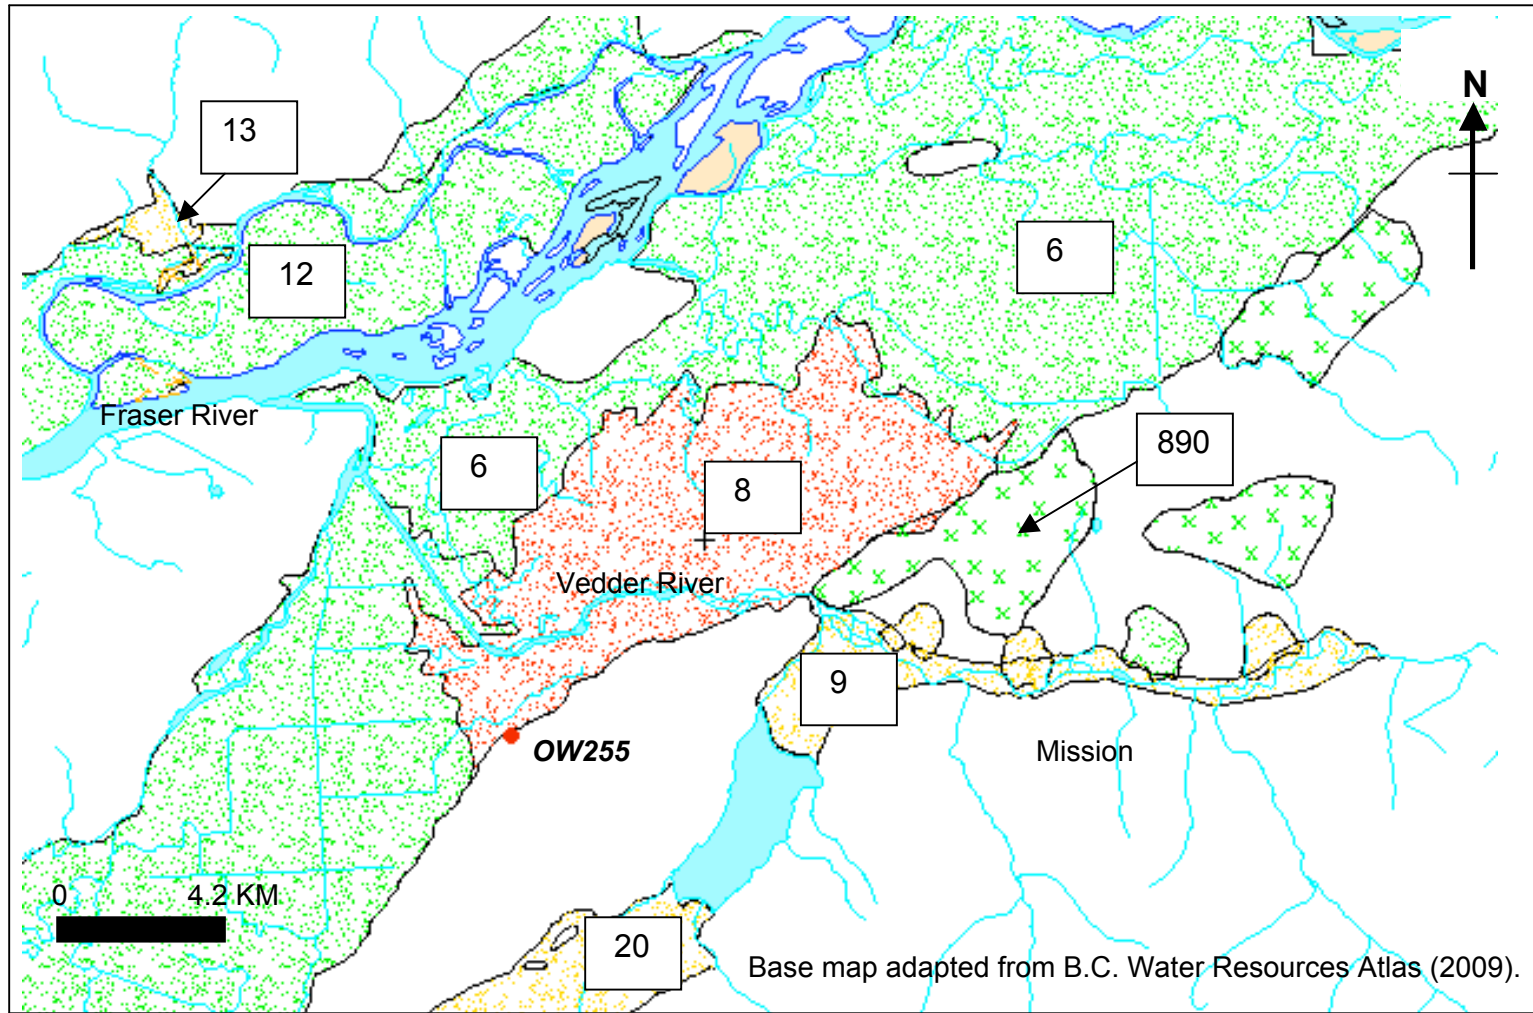 N
13
12
6
Fraser River
890
6
8
Vedder River
9
OW255
Mission
0 4.2 KM
20
Base map adapted from B.C. Water Resources Atlas (2009).